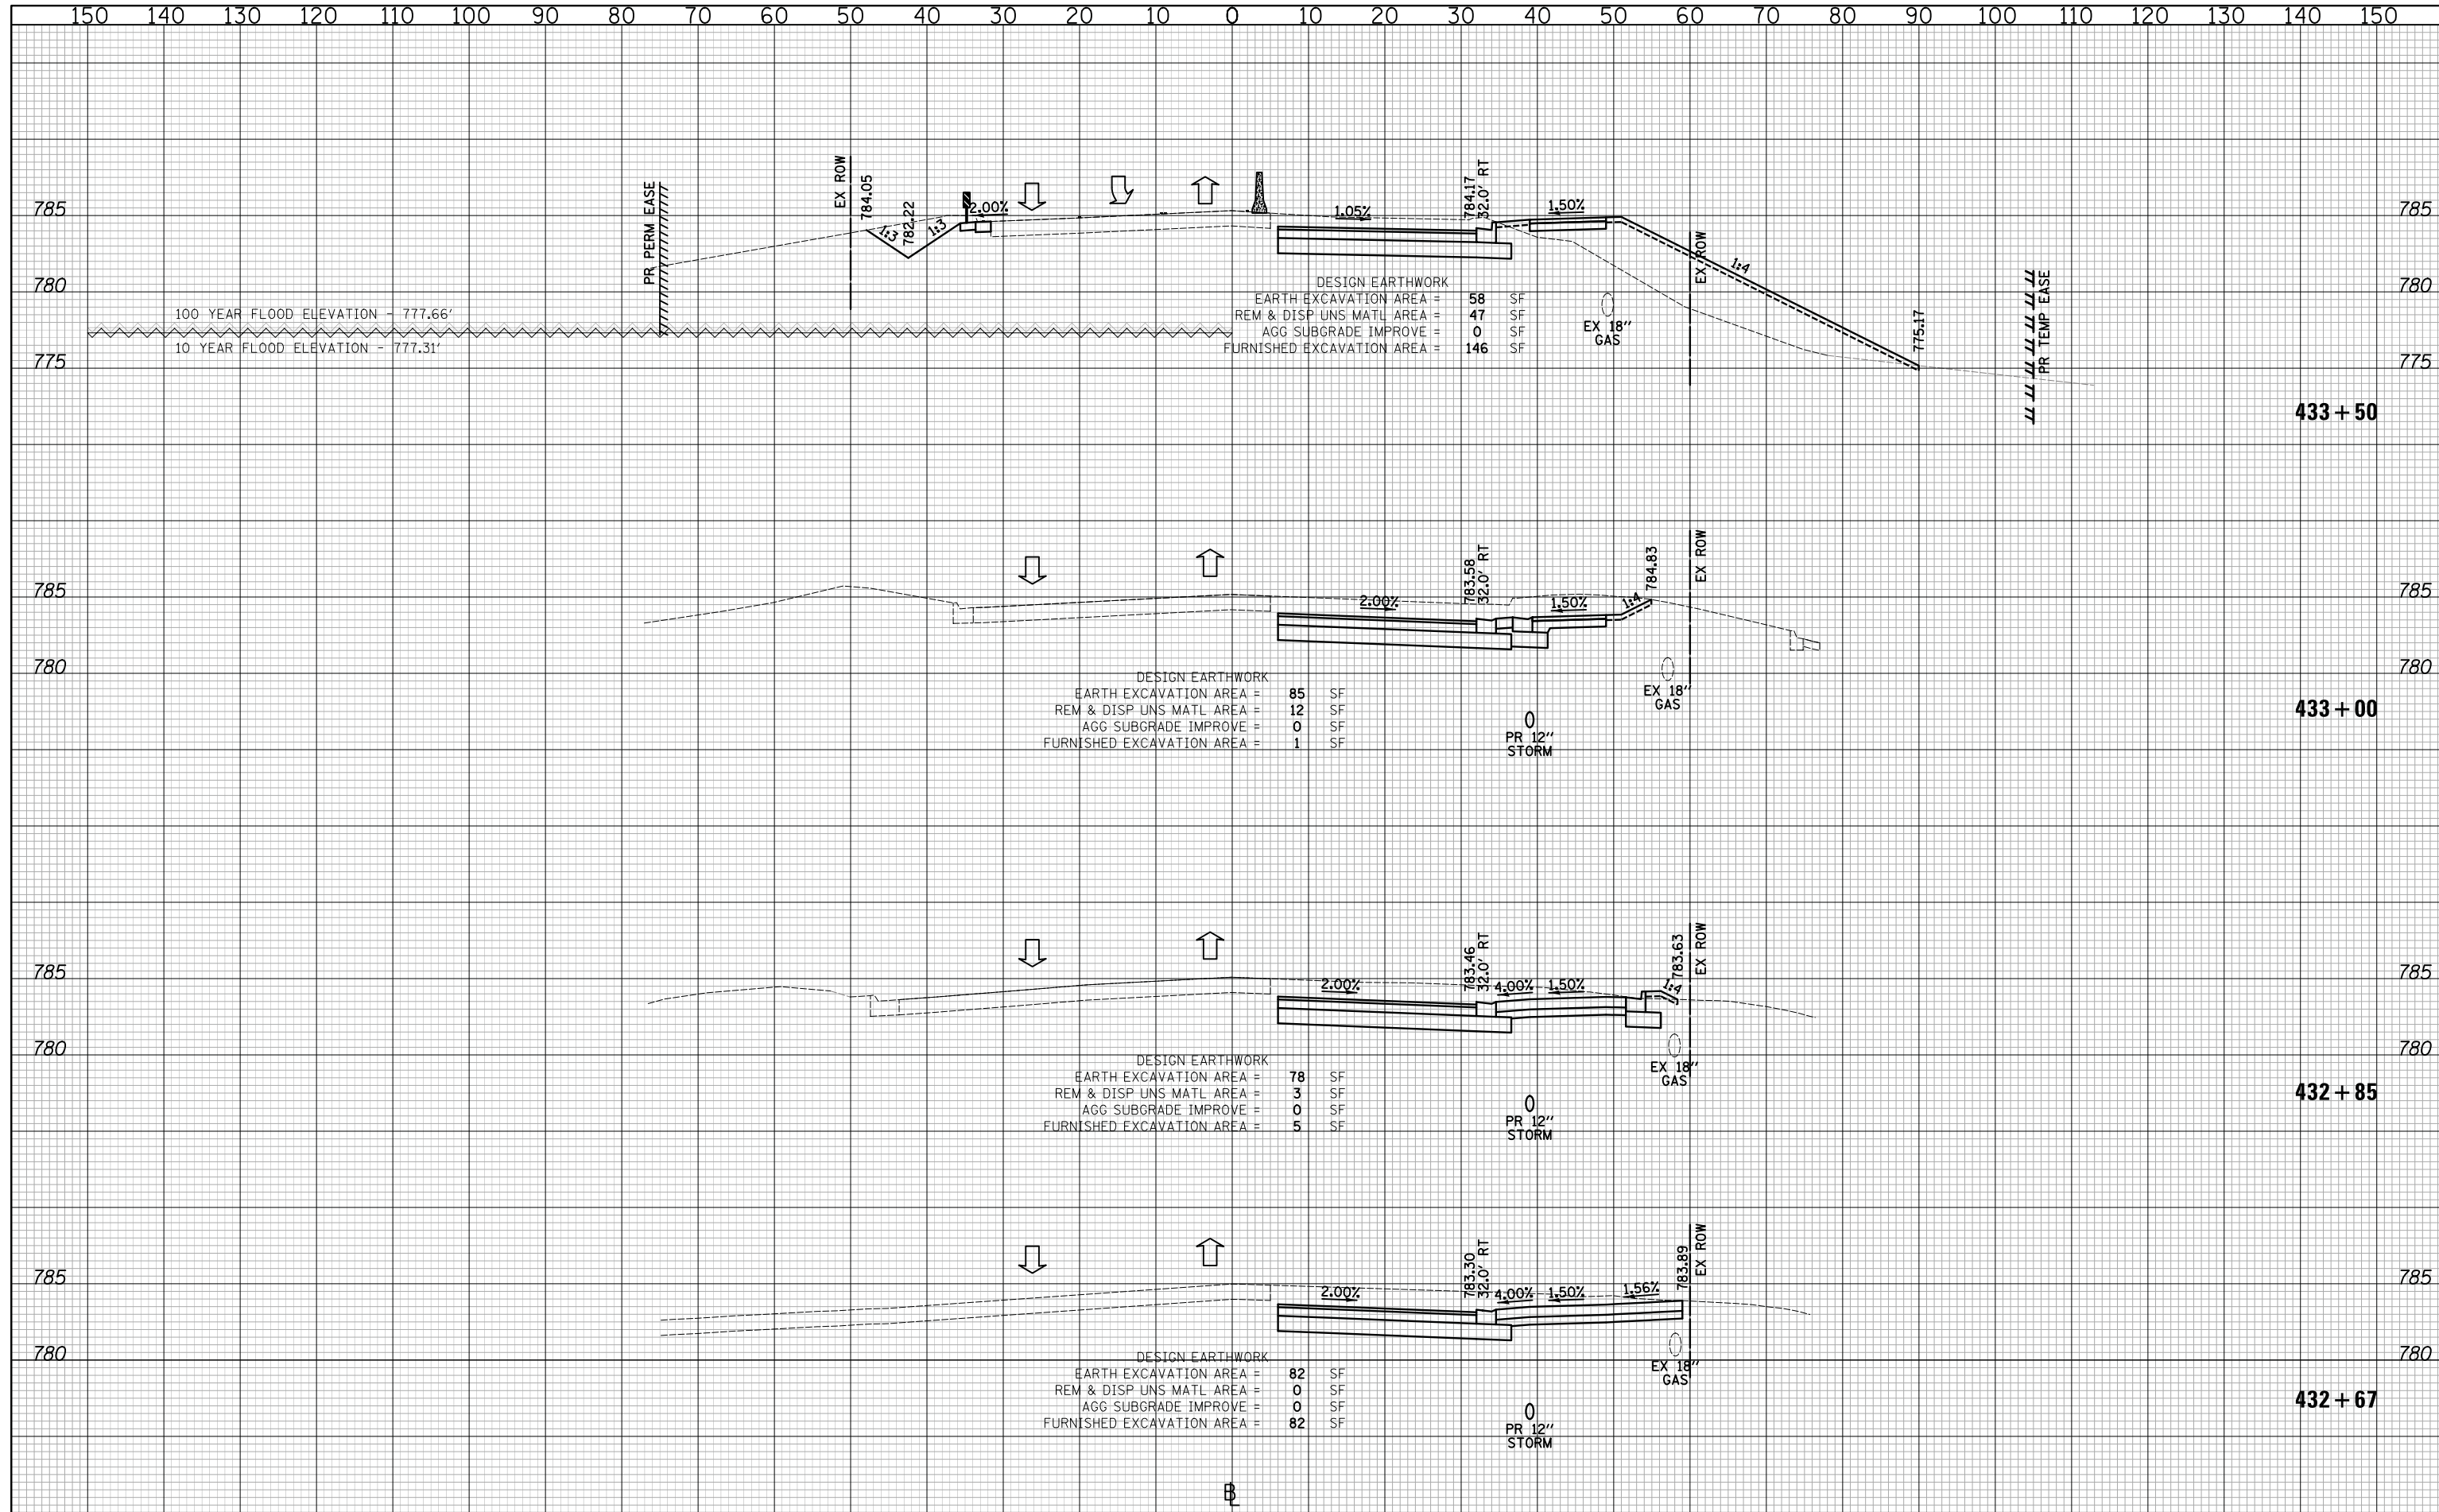 150 140 130 120 110 100 90 80 70 60 50 40 30 20 10 0 10 20 30 40 50 60 70 80 90 100 110 120 130 140 150
PR PERM EASE
EX ROW
784.05
1:3
782.22
1:3
2.00%
1.05%
784.17
32.0' RT
1.50%
EX ROW
1:4
775.17
PR TEMP EASE
785 785
780 780
775 775
100 YEAR FLOOD ELEVATION - 777.66'
10 YEAR FLOOD ELEVATION - 777.31'
DESIGN EARTHWORK
EARTH EXCAVATION AREA = 58 SF
REM & DISP UNS MATL AREA = 47 SF
AGG SUBGRADE IMPROVE = 0 SF
FURNISHED EXCAVATION AREA = 146 SF
EX 18"
GAS
433+50
785 785
780 780
2.00%
783.58
32.0' RT
1.50%
1:4
784.83
EX ROW
DESIGN EARTHWORK
EARTH EXCAVATION AREA = 85 SF
REM & DISP UNS MATL AREA = 12 SF
AGG SUBGRADE IMPROVE = 0 SF
FURNISHED EXCAVATION AREA = 1 SF
EX 18"
GAS
PR 12"
STORM
433+00
785 785
780 780
2.00%
783.46
32.0' RT
4.00%
1.50%
1:4
783.63
EX ROW
DESIGN EARTHWORK
EARTH EXCAVATION AREA = 78 SF
REM & DISP UNS MATL AREA = 3 SF
AGG SUBGRADE IMPROVE = 0 SF
FURNISHED EXCAVATION AREA = 5 SF
EX 18"
GAS
PR 12"
STORM
432+85
785 785
780 780
2.00%
783.30
32.0' RT
4.00%
1.50%
1.56%
783.89
EX ROW
DESIGN EARTHWORK
EARTH EXCAVATION AREA = 82 SF
REM & DISP UNS MATL AREA = 0 SF
AGG SUBGRADE IMPROVE = 0 SF
FURNISHED EXCAVATION AREA = 82 SF
EX 18"
GAS
PR 12"
STORM
432+67
BL